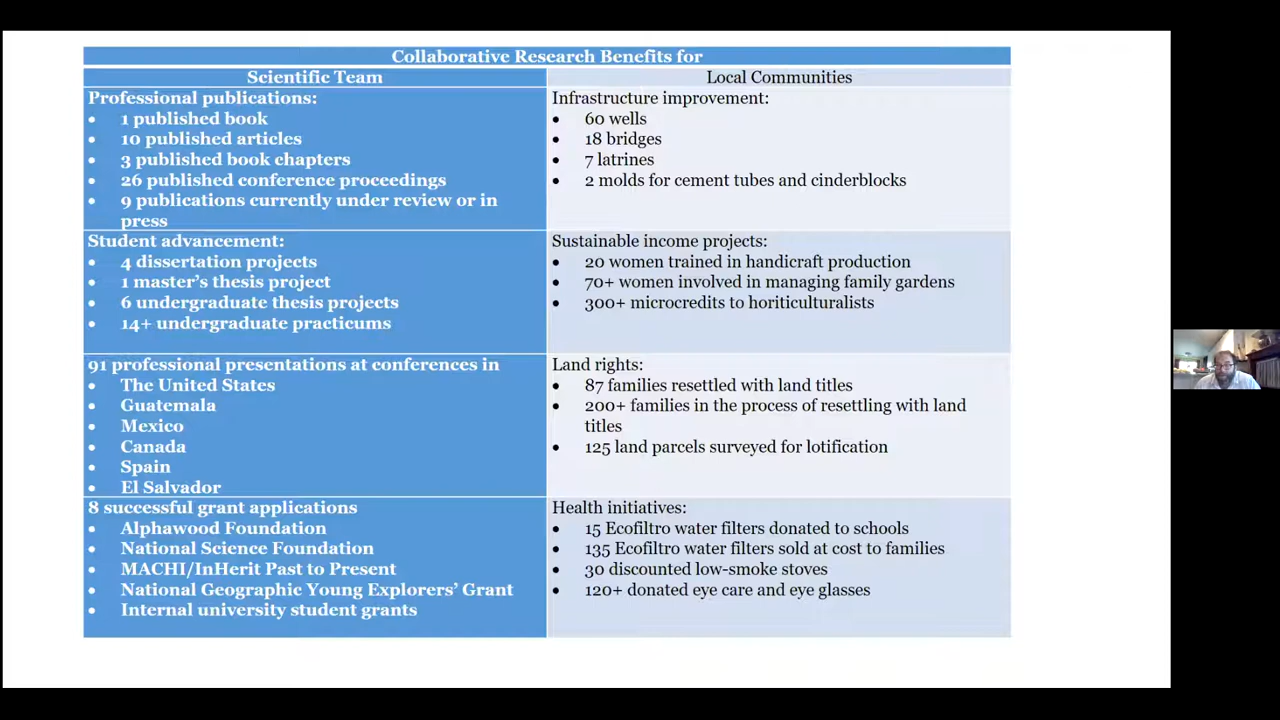 Collaborative Research Benefits for
Scientific Team
Local Communities
Professional publications:
• 1 published book
• 10 published articles
• 3 published book chapters
• 26 published conference proceedings
• 9 publications currently under review or in
press
Infrastructure improvement:
• 60 wells
• 18 bridges
• 7 latrines
• 2 molds for cement tubes and cinderblocks
Student advancement:
• 4 dissertation projects
• 1 master's thesis project
• 6 undergraduate thesis projects
• 14+ undergraduate practicums
Sustainable income projects:
• 20 women trained in handicraft production
• 70+ women involved in managing family gardens
• 300+ microcredits to horiticulturalists
91 professional presentations at conferences in
• The United States
• Guatemala
• Mexico
• Canada
• Spain
• El Salvador
Land rights:
• 87 families resettled with land titles
• 200+ families in the process of resettling with land
titles
• 125 land parcels surveyed for lotification
8 successful grant applications
• Alphawood Foundation
• National Science Foundation
• MACHI/InHerit Past to Present
• National Geographic Young Explorers' Grant
• Internal university student grants
Health initiatives:
• 15 Ecofiltro water filters donated to schools
• 135 Ecofiltro water filters sold at cost to families
• 30 discounted low-smoke stoves
• 120+ donated eye care and eye glasses